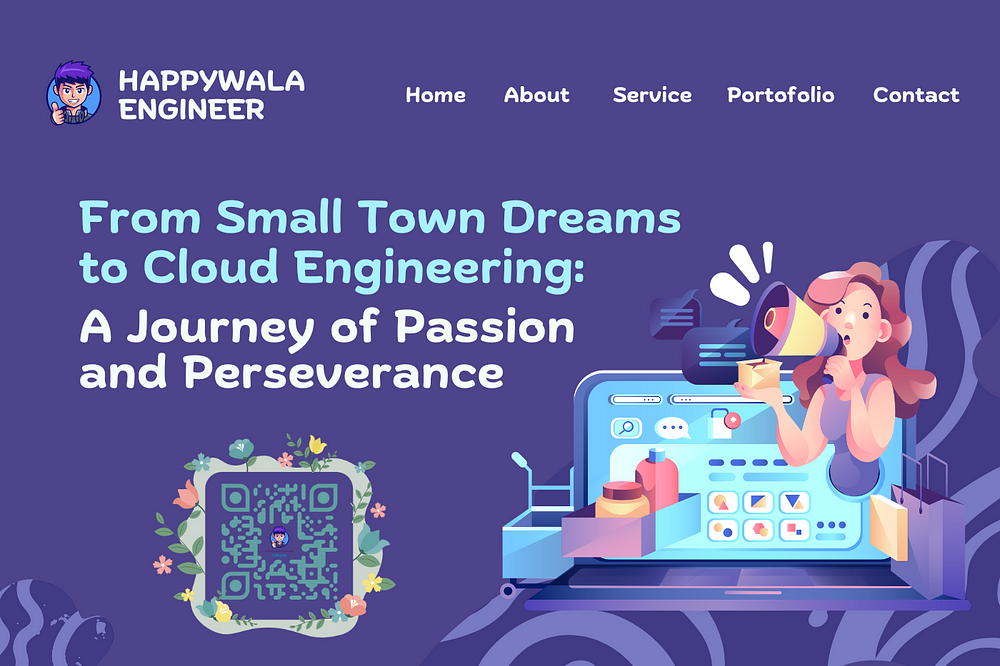 HAPPYWALA
ENGINEER
Home About Service Portofolio Contact
From Small Town Dreams
to Cloud Engineering:
A Journey of Passion
and Perseverance